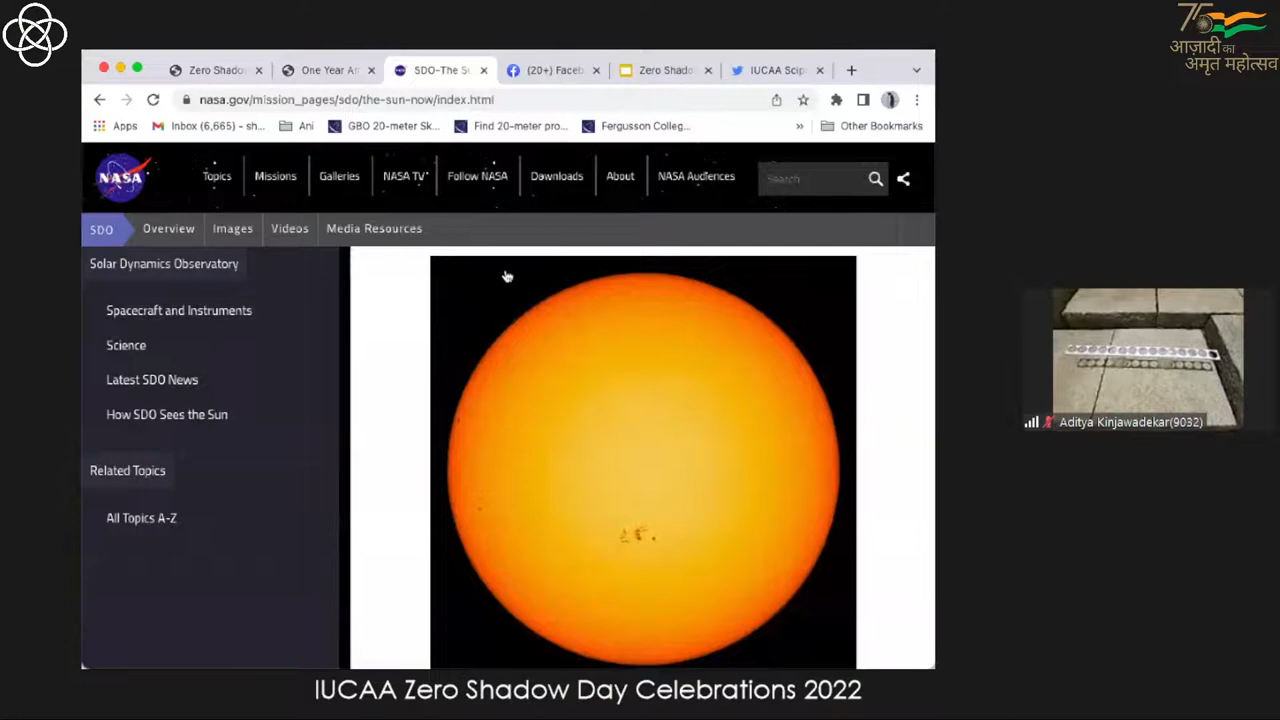 75
आज़ादी का
अमृत महोत्सव
Zero Shado
One Year Af
SDO-The Su
(20+) Faceb
Zero Shado
IUCAA Scip
nasa.gov/mission_pages/sdo/the-sun-now/index.html
Apps
Inbox (6,665) - sh...
Ani
GBO 20-meter Sk...
Find 20-meter pro...
Fergusson Colleg...
»
Other Bookmarks
NASA
Topics
Missions
Galleries
NASA TV
Follow NASA
Downloads
About
NASA Audiences
Search
SDO
Overview
Images
Videos
Media Resources
Solar Dynamics Observatory
Spacecraft and Instruments
Science
Latest SDO News
How SDO Sees the Sun
Related Topics
All Topics A-Z
Aditya Kinjawadekar(9032)
IUCAA Zero Shadow Day Celebrations 2022